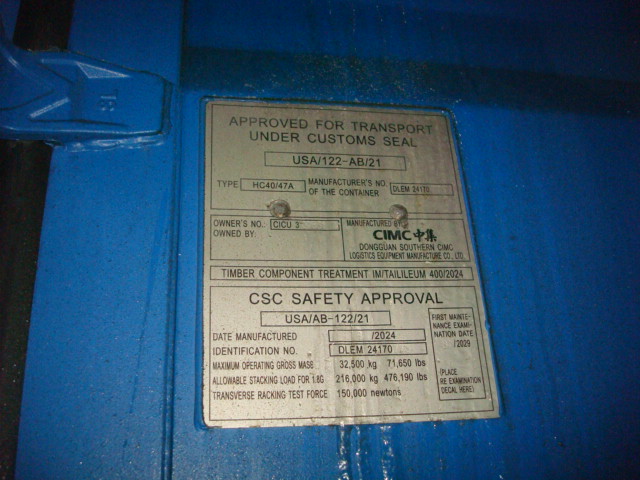 18
APPROVED FOR TRANSPORT
UNDER CUSTOMS SEAL
USA/122-AB/21
TYPE HC40/47A MANUFACTURER'S NO. OF THE CONTAINER DLEM 24170
OWNER'S NO.: CICU 3
OWNED BY:
MANUFACTURED BY:
CIMC中集
DONGGUAN SOUTHERN CIMC
LOGISTICS EQUIPMENT MANUFACTURE CO., LTD.
TIMBER COMPONENT TREATMENT IM/TAILILEUM 400/2024
CSC SAFETY APPROVAL
USA/AB-122/21
DATE MANUFACTURED /2024
IDENTIFICATION NO. DLEM 24170
MAXIMUM OPERATING GROSS MASS 32,500 kg 71,650 lbs
ALLOWABLE STACKING LOAD FOR 1.8G 216,000 kg 476,190 lbs
TRANSVERSE RACKING TEST FORCE 150,000 newtons
FIRST MAINTE-
NANCE EXAMI-
NATION DATE
/2029
(PLACE
RE EXAMINATION
DECAL HERE)